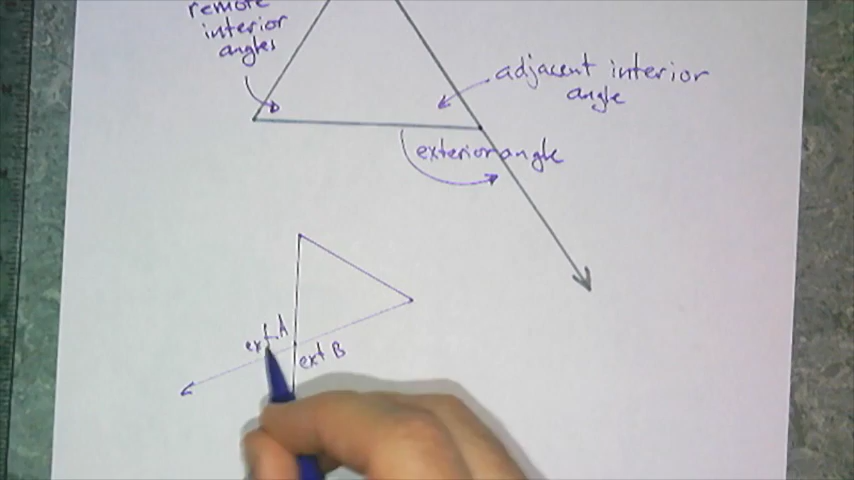 remote
interior
angles
adjacent interior
angle
exterior angle
ext A
ext B